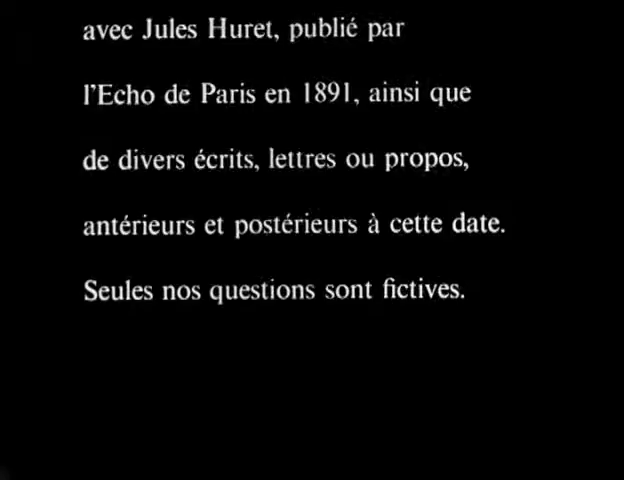 avec Jules Huret, publié par
l'Echo de Paris en 1891, ainsi que
de divers écrits, lettres ou propos,
antérieurs et postérieurs à cette date.
Seules nos questions sont fictives.